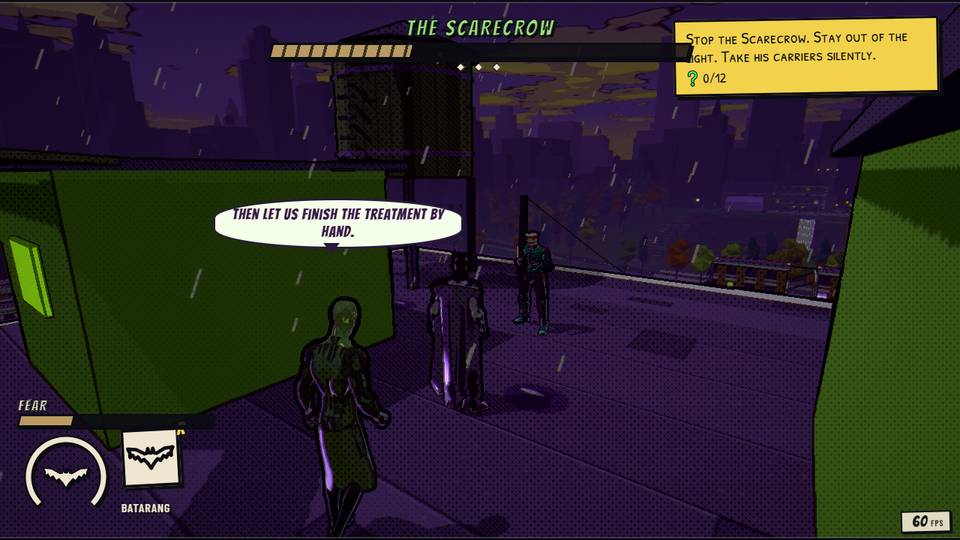 THE SCARECROW
STOP THE SCARECROW. STAY OUT OF THE
LIGHT. TAKE HIS CARRIERS SILENTLY.
? 0/12
THEN LET US FINISH THE TREATMENT BY
HAND.
FEAR
BATARANG
60 FPS